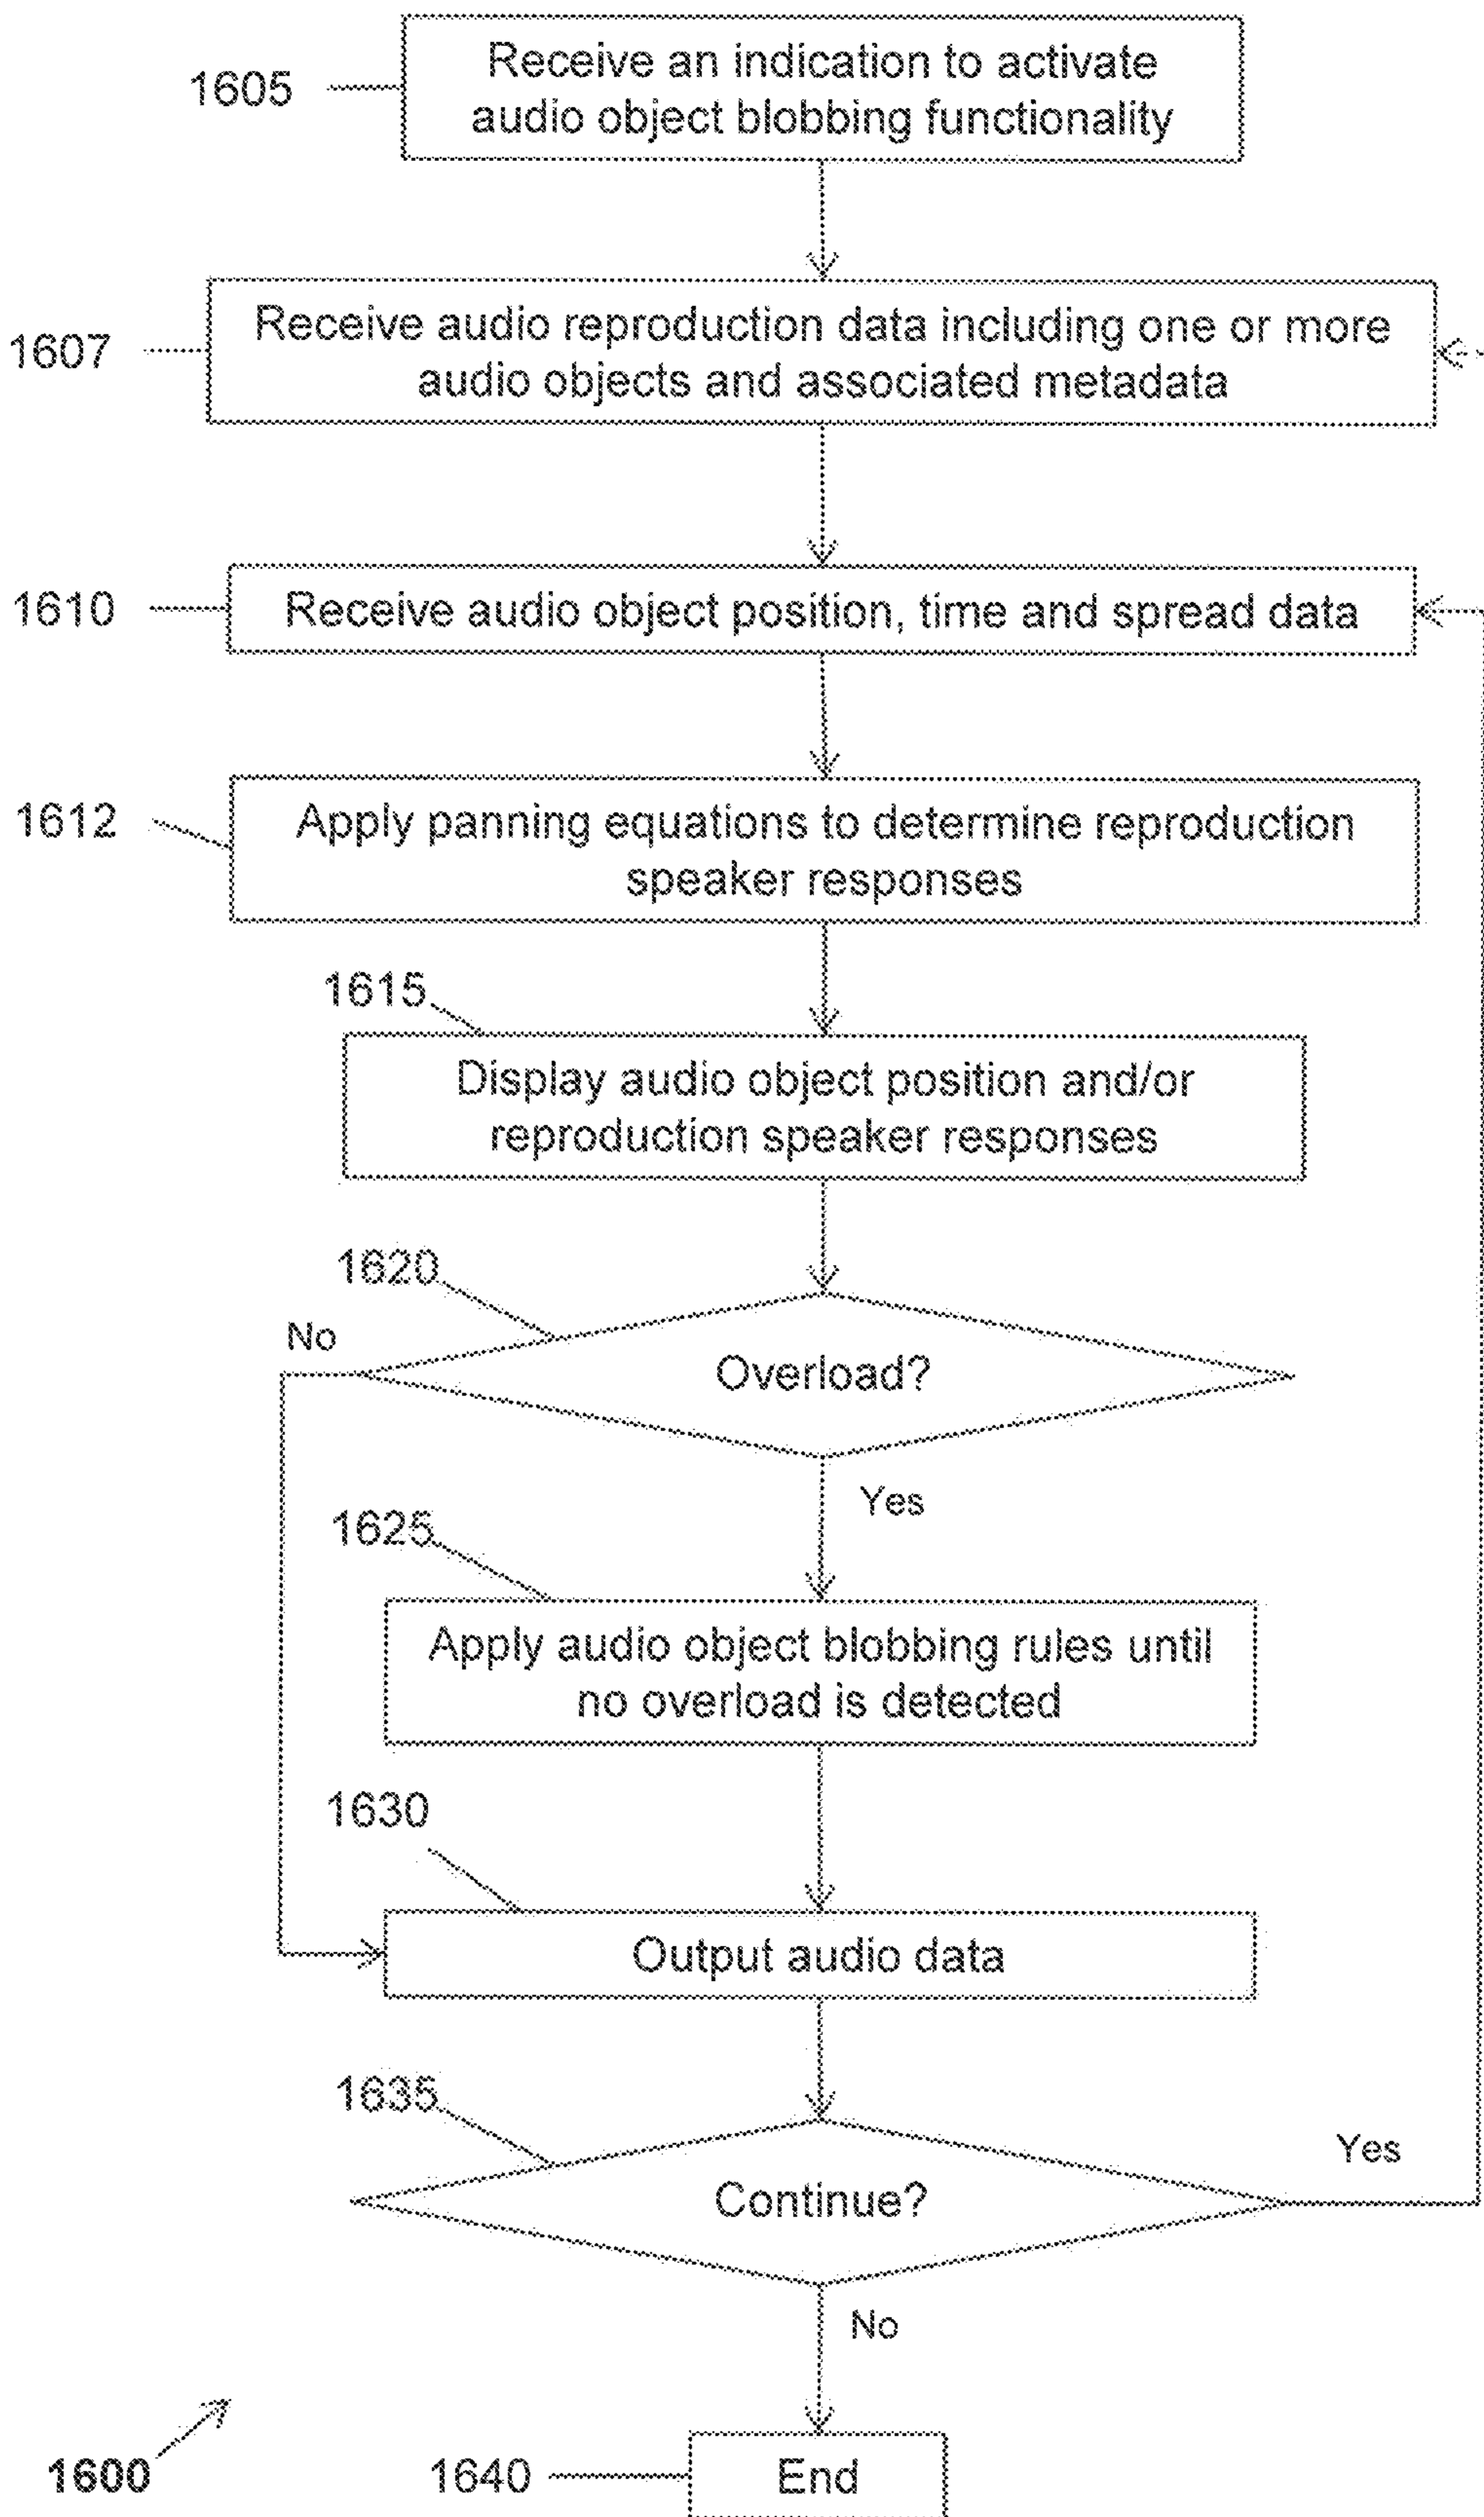 1605
Receive an indication to activate
audio object blobbing functionality
1607
Receive audio reproduction data including one or more
audio objects and associated metadata
1610
Receive audio object position, time and spread data
1612
Apply panning equations to determine reproduction
speaker responses
1615
Display audio object position and/or
reproduction speaker responses
1620
No
Overload?
Yes
1625
Apply audio object blobbing rules until
no overload is detected
1630
Output audio data
1635
Yes
Continue?
No
1600
1640
End